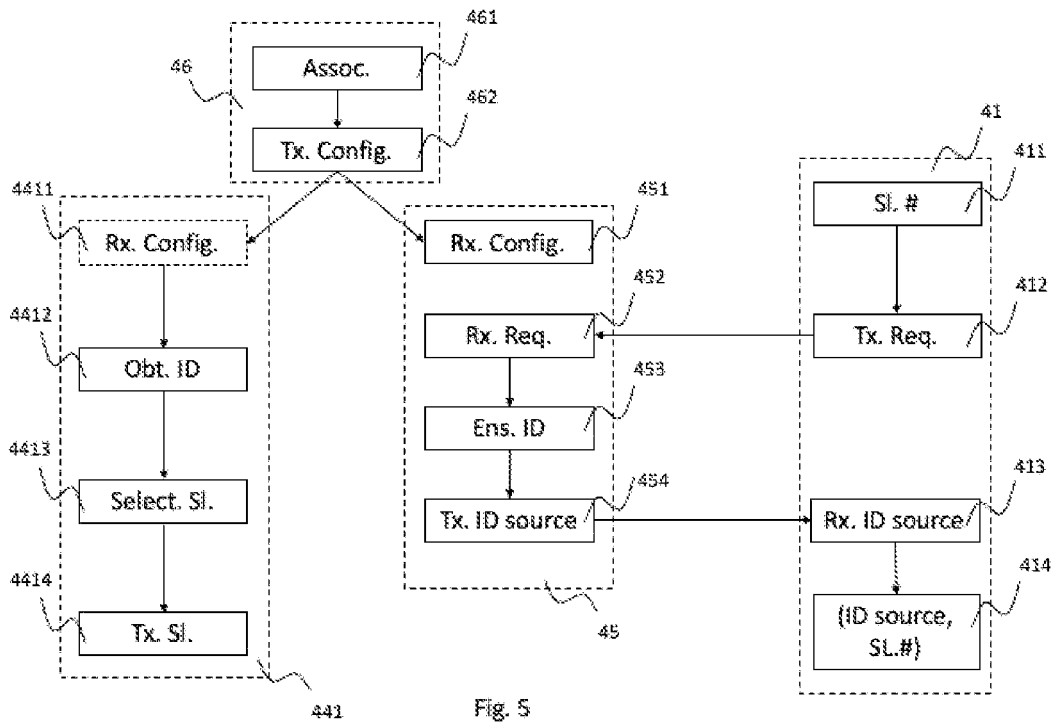 461
46
Assoc.
462
Tx. Config.
41
411
4411
451
Sl. #
Rx. Config.
Rx. Config.
452
412
4412
Rx. Req.
Tx. Req.
Obt. ID
453
Ens. ID
4413
454
413
Select. Sl.
Tx. ID source
Rx. ID source
4414
414
Tx. Sl.
(ID source,
SL.#)
45
441
Fig. 5